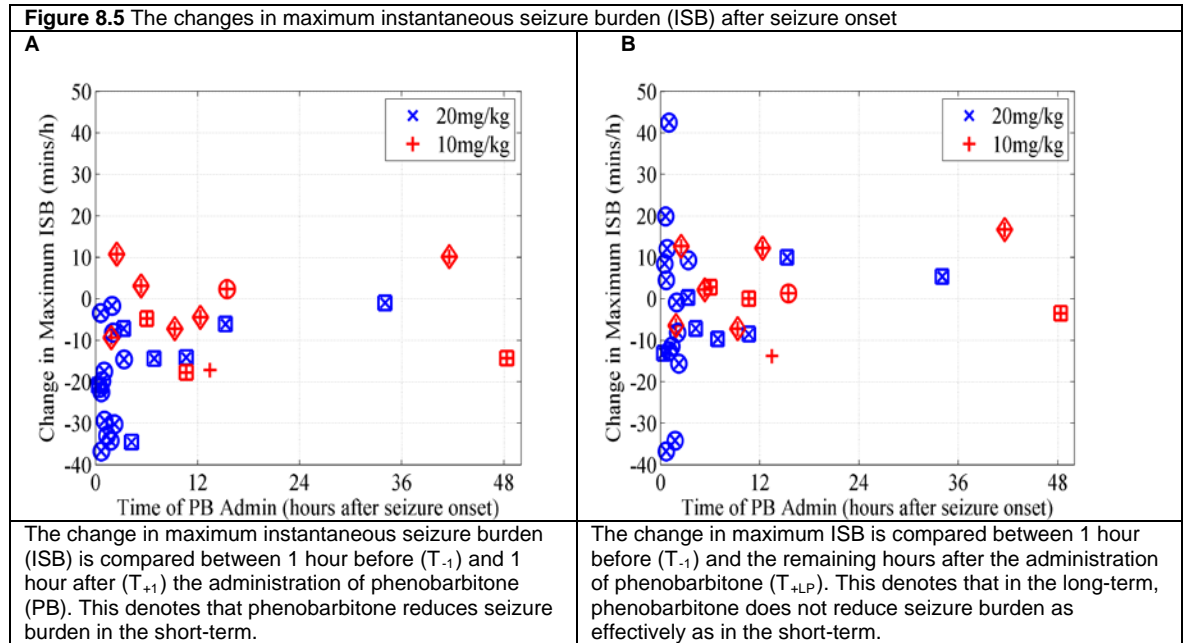 Figure 8.5 The changes in maximum instantaneous seizure burden (ISB) after seizure onset
A
50
40
30
20
10
0
-10
-20
-30
-40
Change in Maximum ISB (mins/h)
20mg/kg
10mg/kg
0 12 24 36 48
Time of PB Admin (hours after seizure onset)
The change in maximum instantaneous seizure burden
(ISB) is compared between 1 hour before (T-1) and 1
hour after (T+1) the administration of phenobarbitone
(PB). This denotes that phenobarbitone reduces seizure
burden in the short-term.
B
50
40
30
20
10
0
-10
-20
-30
-40
Change in Maximum ISB (mins/h)
20mg/kg
10mg/kg
0 12 24 36 48
Time of PB Admin (hours after seizure onset)
The change in maximum ISB is compared between 1 hour
before (T-1) and the remaining hours after the administration
of phenobarbitone (T+LP). This denotes that in the long-term,
phenobarbitone does not reduce seizure burden as
effectively as in the short-term.